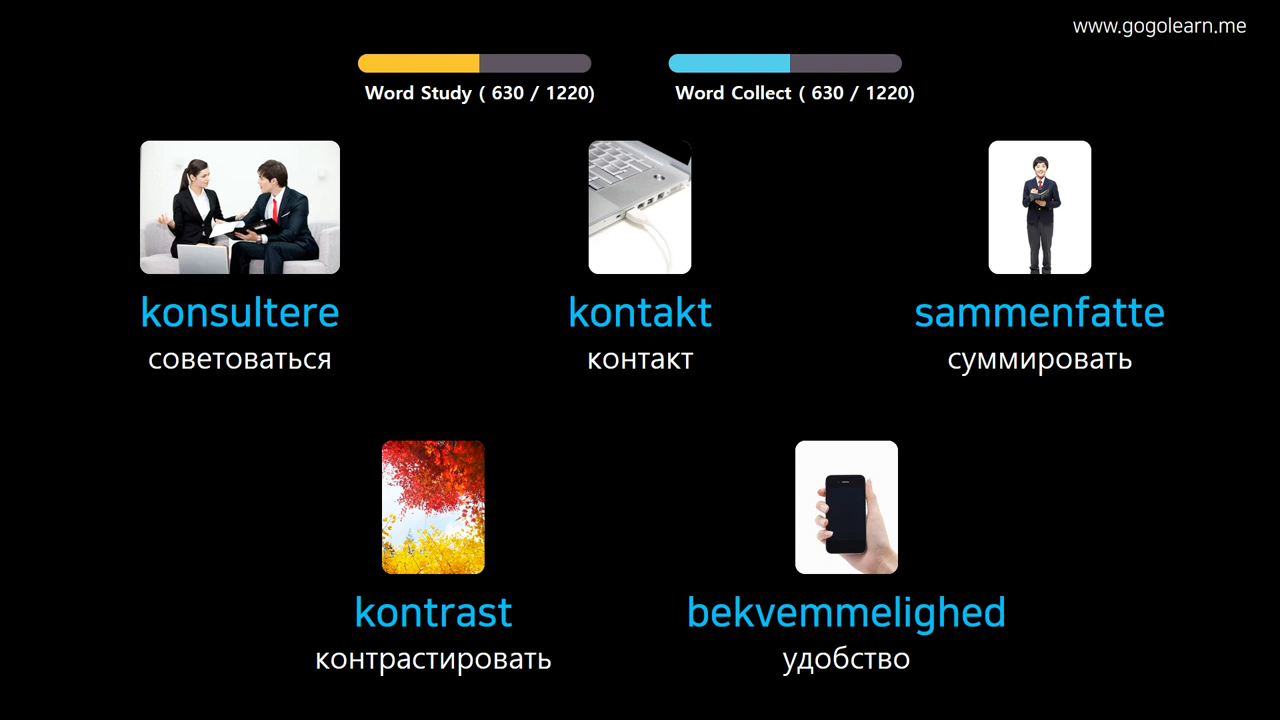 www.gogolearn.me
Word Study ( 630 / 1220)
Word Collect ( 630 / 1220)
konsultere
советоваться
kontakt
контакт
sammenfatte
суммировать
kontrast
контрастировать
bekvemmelighed
удобство